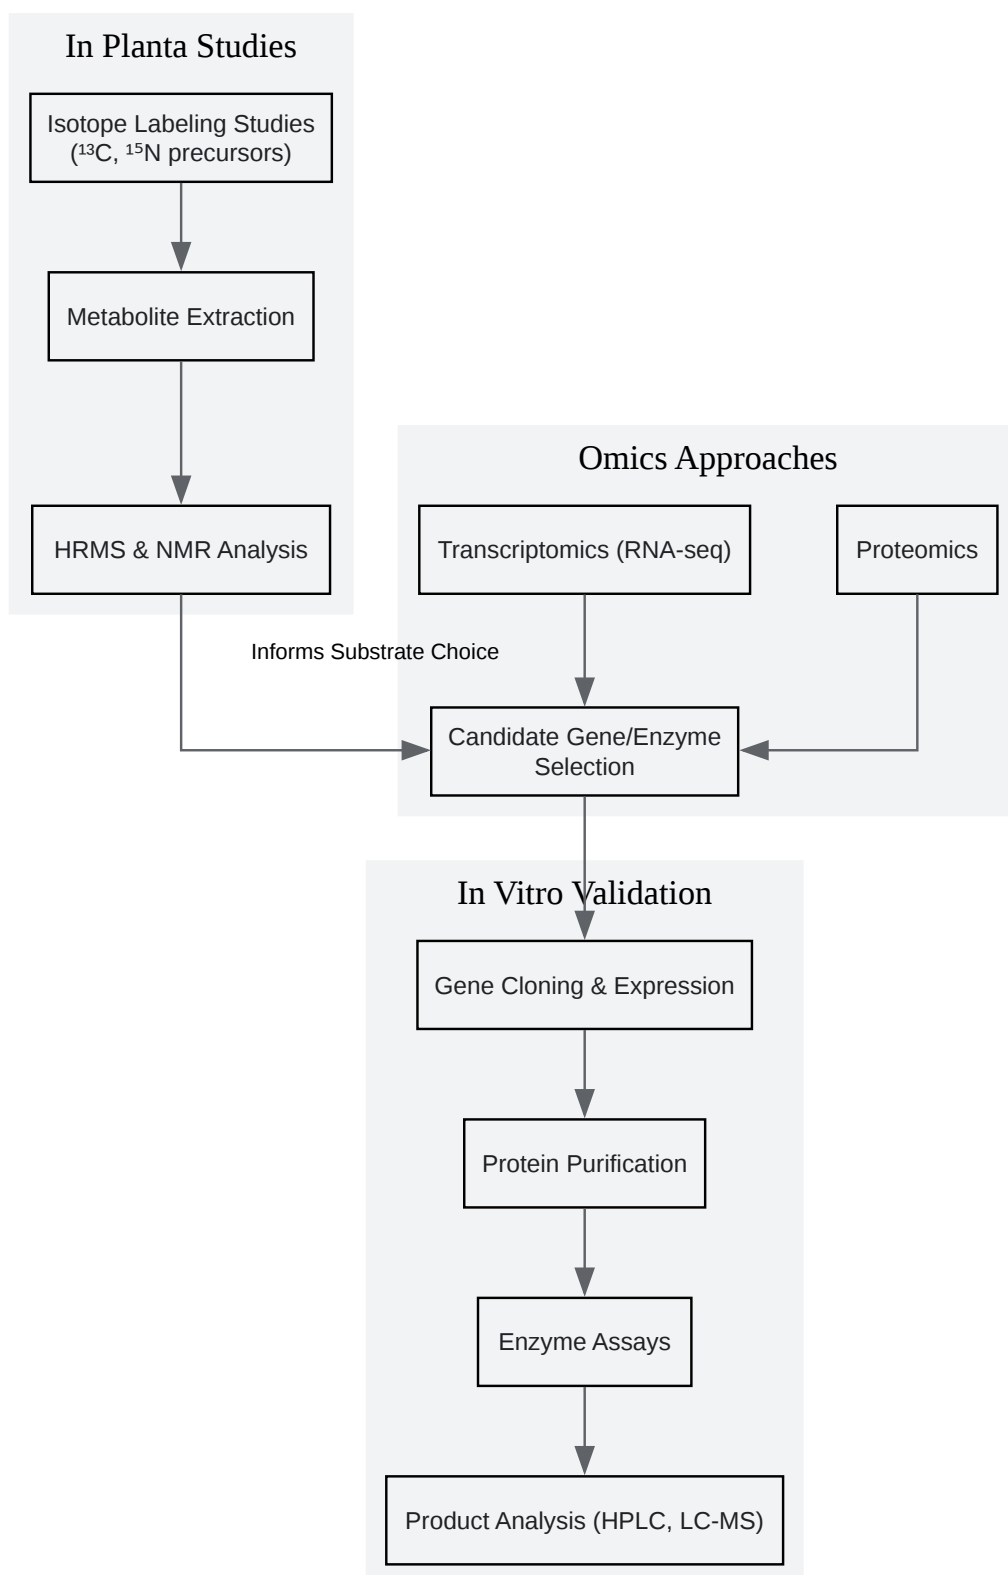 In Planta Studies
Isotope Labeling Studies
(¹³C, ¹⁵N precursors)
Metabolite Extraction
HRMS & NMR Analysis
Omics Approaches
Transcriptomics (RNA-seq)
Proteomics
Informs Substrate Choice
Candidate Gene/Enzyme
Selection
In Vitro Validation
Gene Cloning & Expression
Protein Purification
Enzyme Assays
Product Analysis (HPLC, LC-MS)